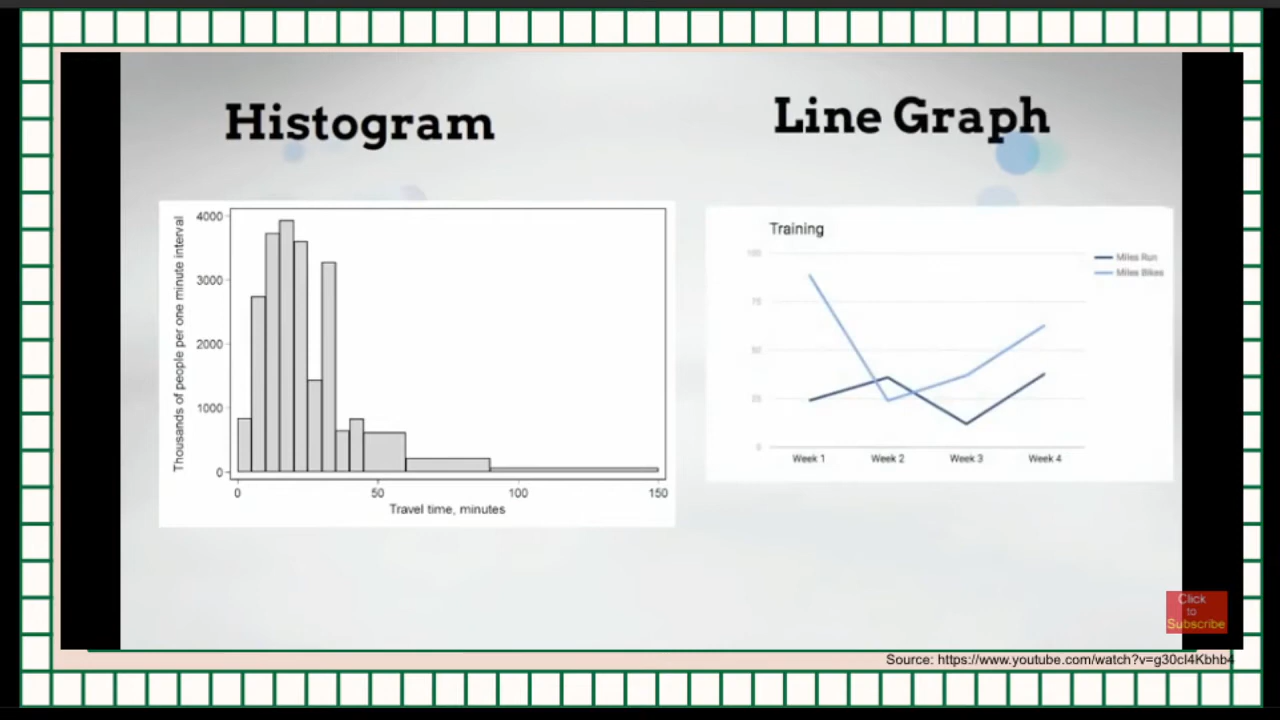 Histogram
Line Graph
Thousands of people per one minute interval
4000
3000
2000
1000
0
0 50 100 150
Travel time, minutes
Training
100
75
50
25
0
Miles Run
Miles Bikes
Week 1 Week 2 Week 3 Week 4
Click
to
Subscribe
Source: https://www.youtube.com/watch?v=g30cI4Kbhb4